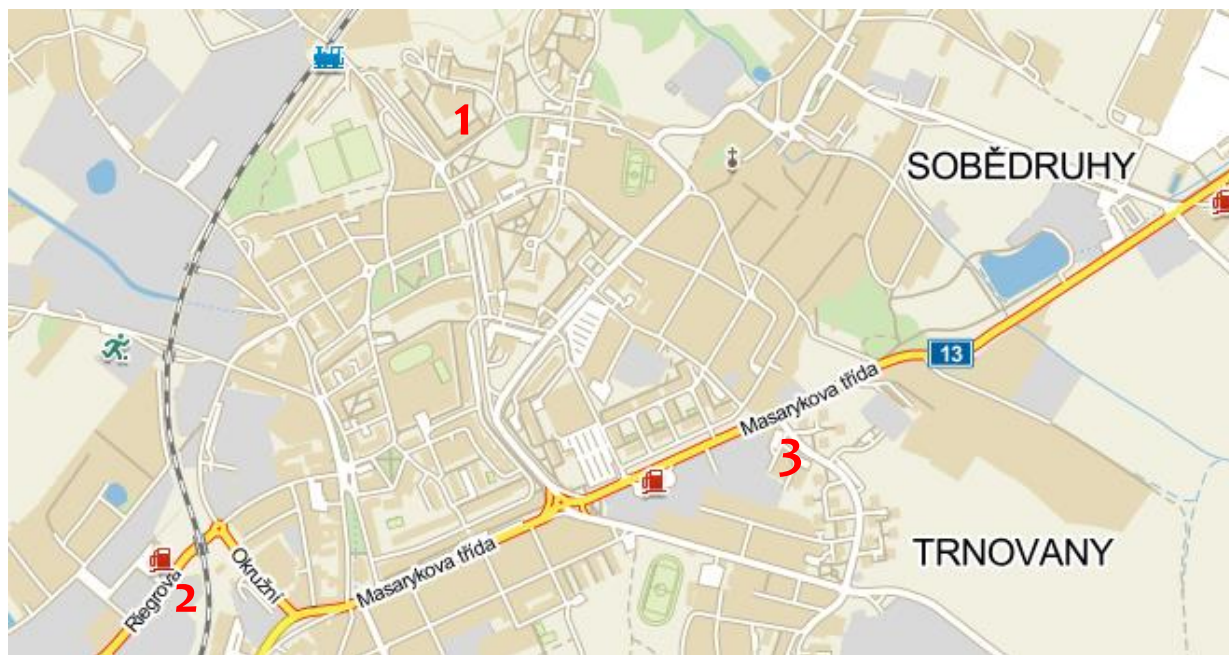 1
SOBĚDRUHY
13
Masarykova třída
3
TRNOVANY
Okružní
Masarykova třída
Riegrova
2